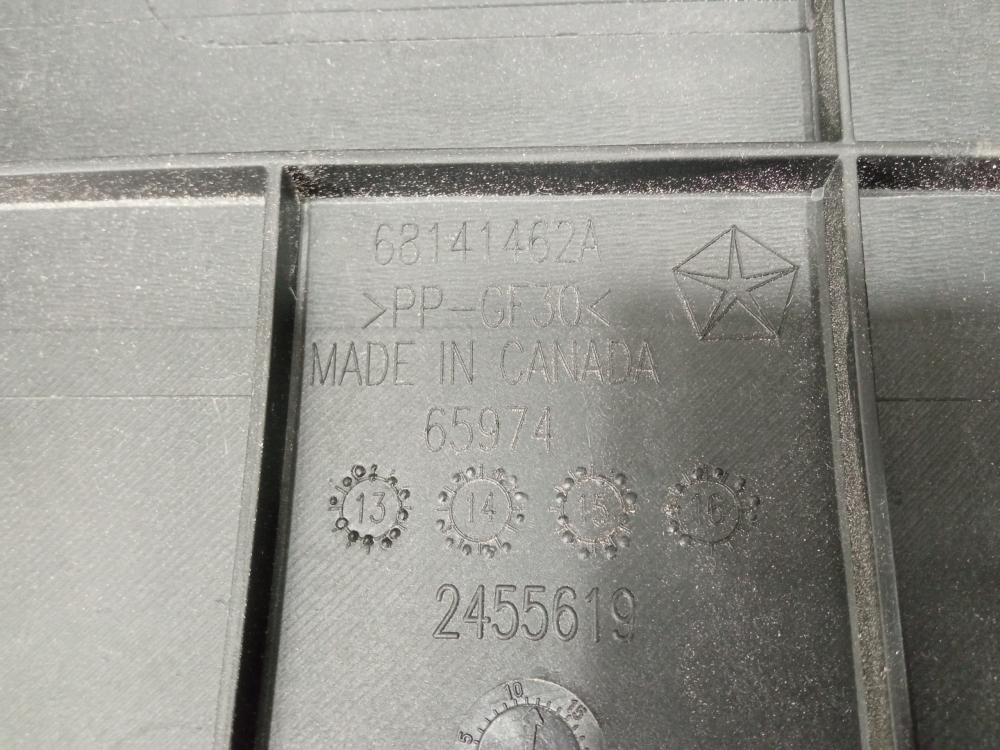 68141462A
>PP-GF30<
MADE IN CANADA
65974
13 14 15 16
2455619
5 10 15